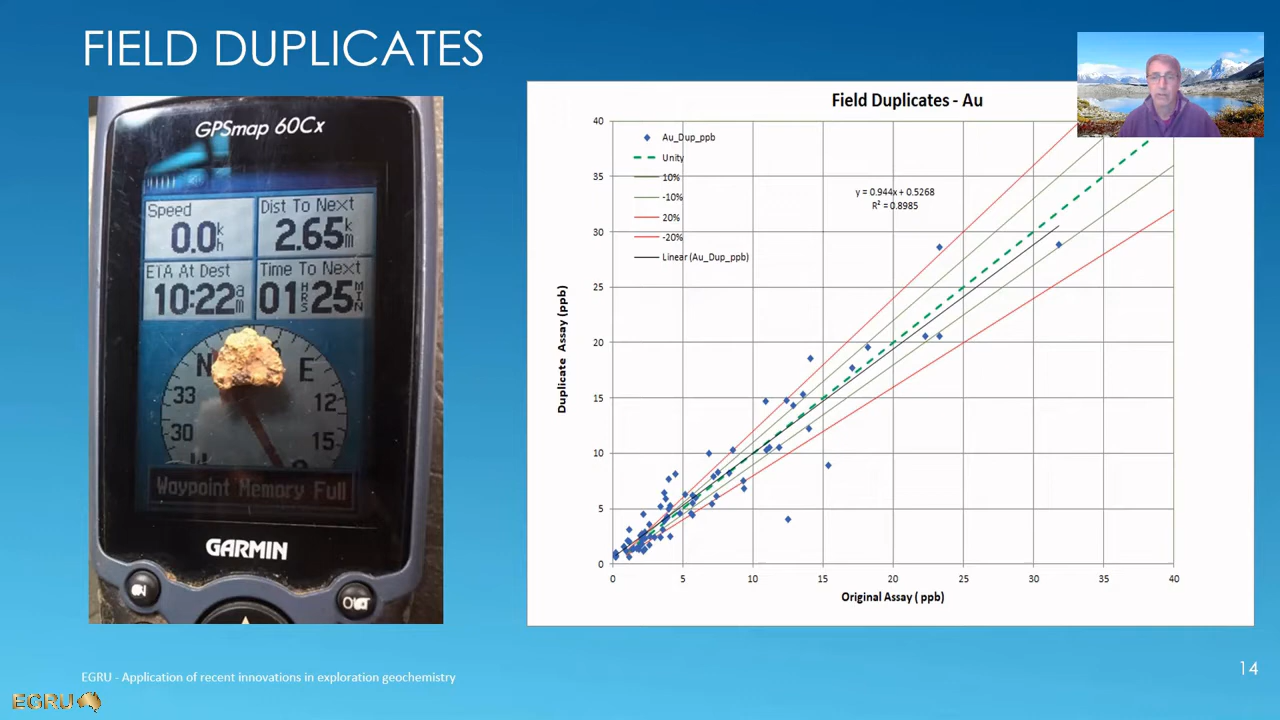 FIELD DUPLICATES
GPSmap 60Cx
Speed
0.0 k h
Dist To Next
2.65 k m
ETA At Dest
10:22 a m
Time To Next
01 HRS 25 MIN
N
E
33
12
30
15
Waypoint Memory Full
GARMIN
Field Duplicates - Au
Au_Dup_ppb
Unity
10%
-10%
20%
-20%
Linear (Au_Dup_ppb)
y = 0.944x + 0.5268
R² = 0.8985
Duplicate Assay (ppb)
40
35
30
25
20
15
10
5
0
0 5 10 15 20 25 30 35 40
Original Assay ( ppb)
EGRU - Application of recent innovations in exploration geochemistry
14
EGRU